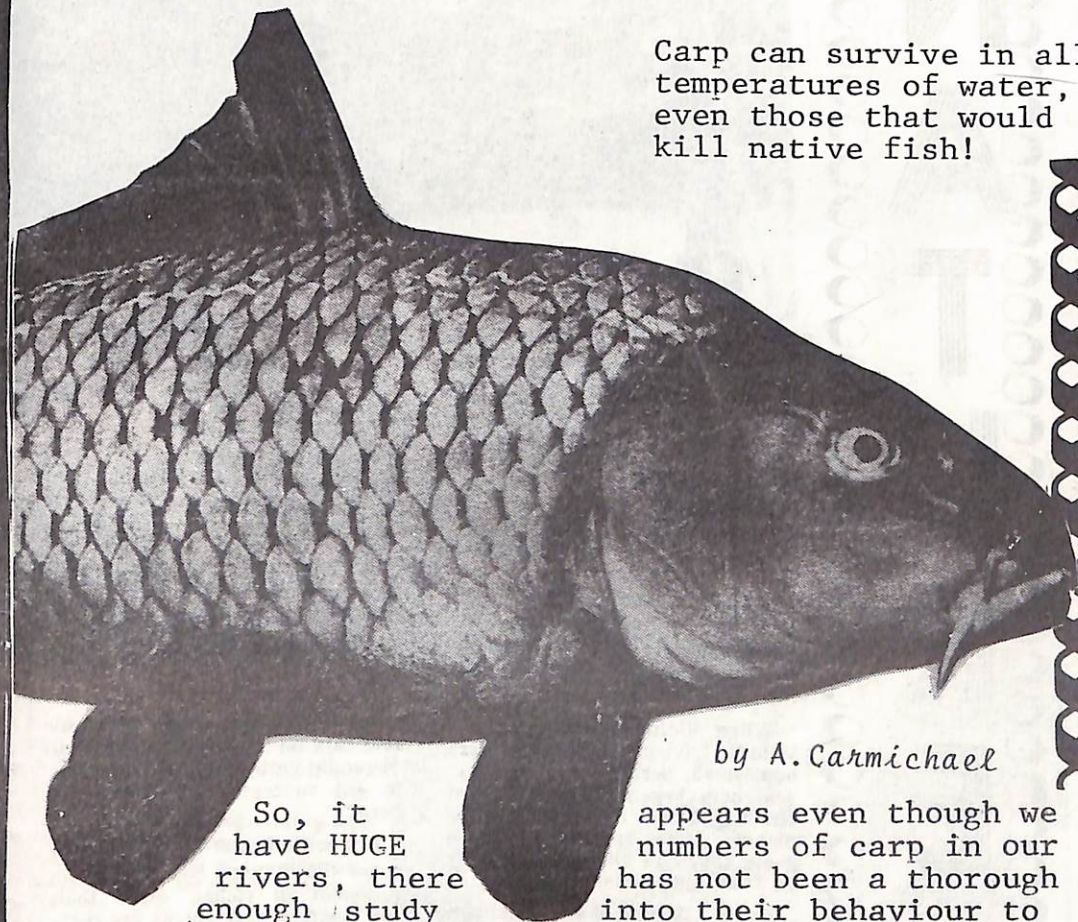 Carp can survive in all
temperatures of water,
even those that would
kill native fish!
by A. Carmichael
So, it appears even though we
have HUGE numbers of carp in our
rivers, there has not been a thorough
enough study into their behaviour to